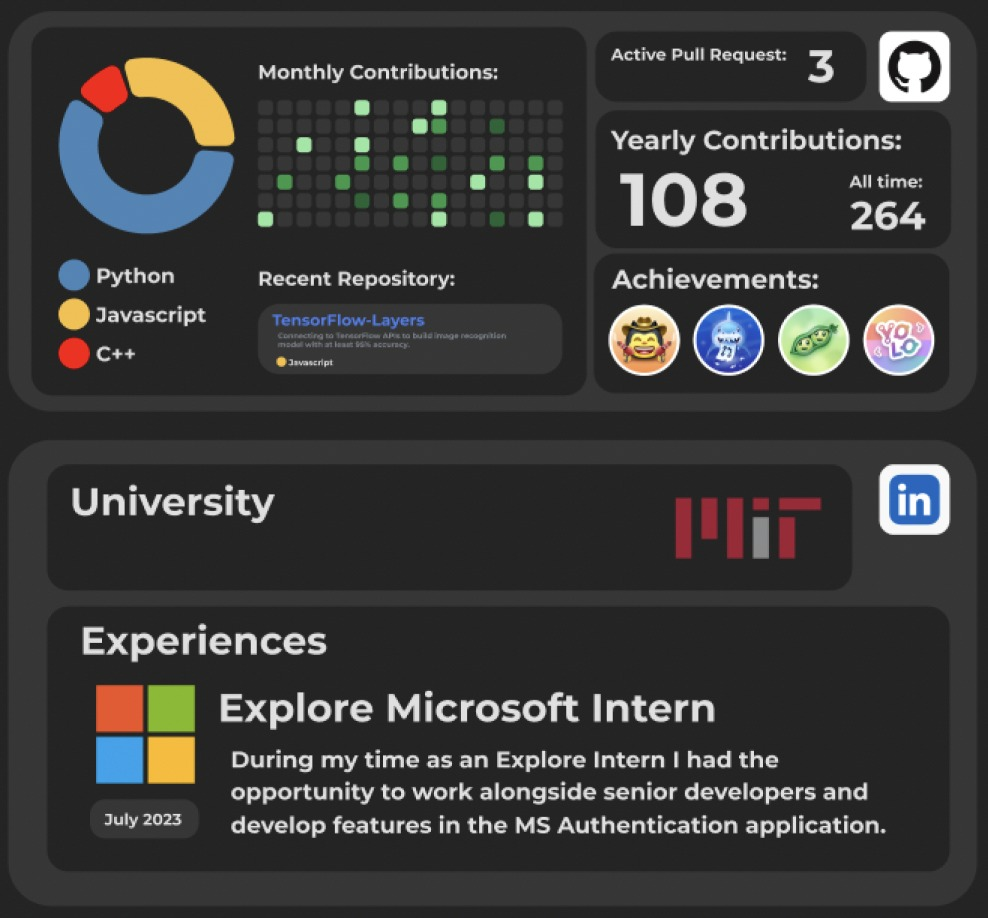 Monthly Contributions:
Python
Javascript
C++
Recent Repository:
TensorFlow-Layers
Connecting to TensorFlow APIs to build image recognition
model with at least 95% accuracy.
Javascript
Active Pull Request: 3
Yearly Contributions:
108
All time:
264
Achievements:
YOLO
University
MIT
in
Experiences
Explore Microsoft Intern
During my time as an Explore Intern I had the
opportunity to work alongside senior developers and
develop features in the MS Authentication application.
July 2023